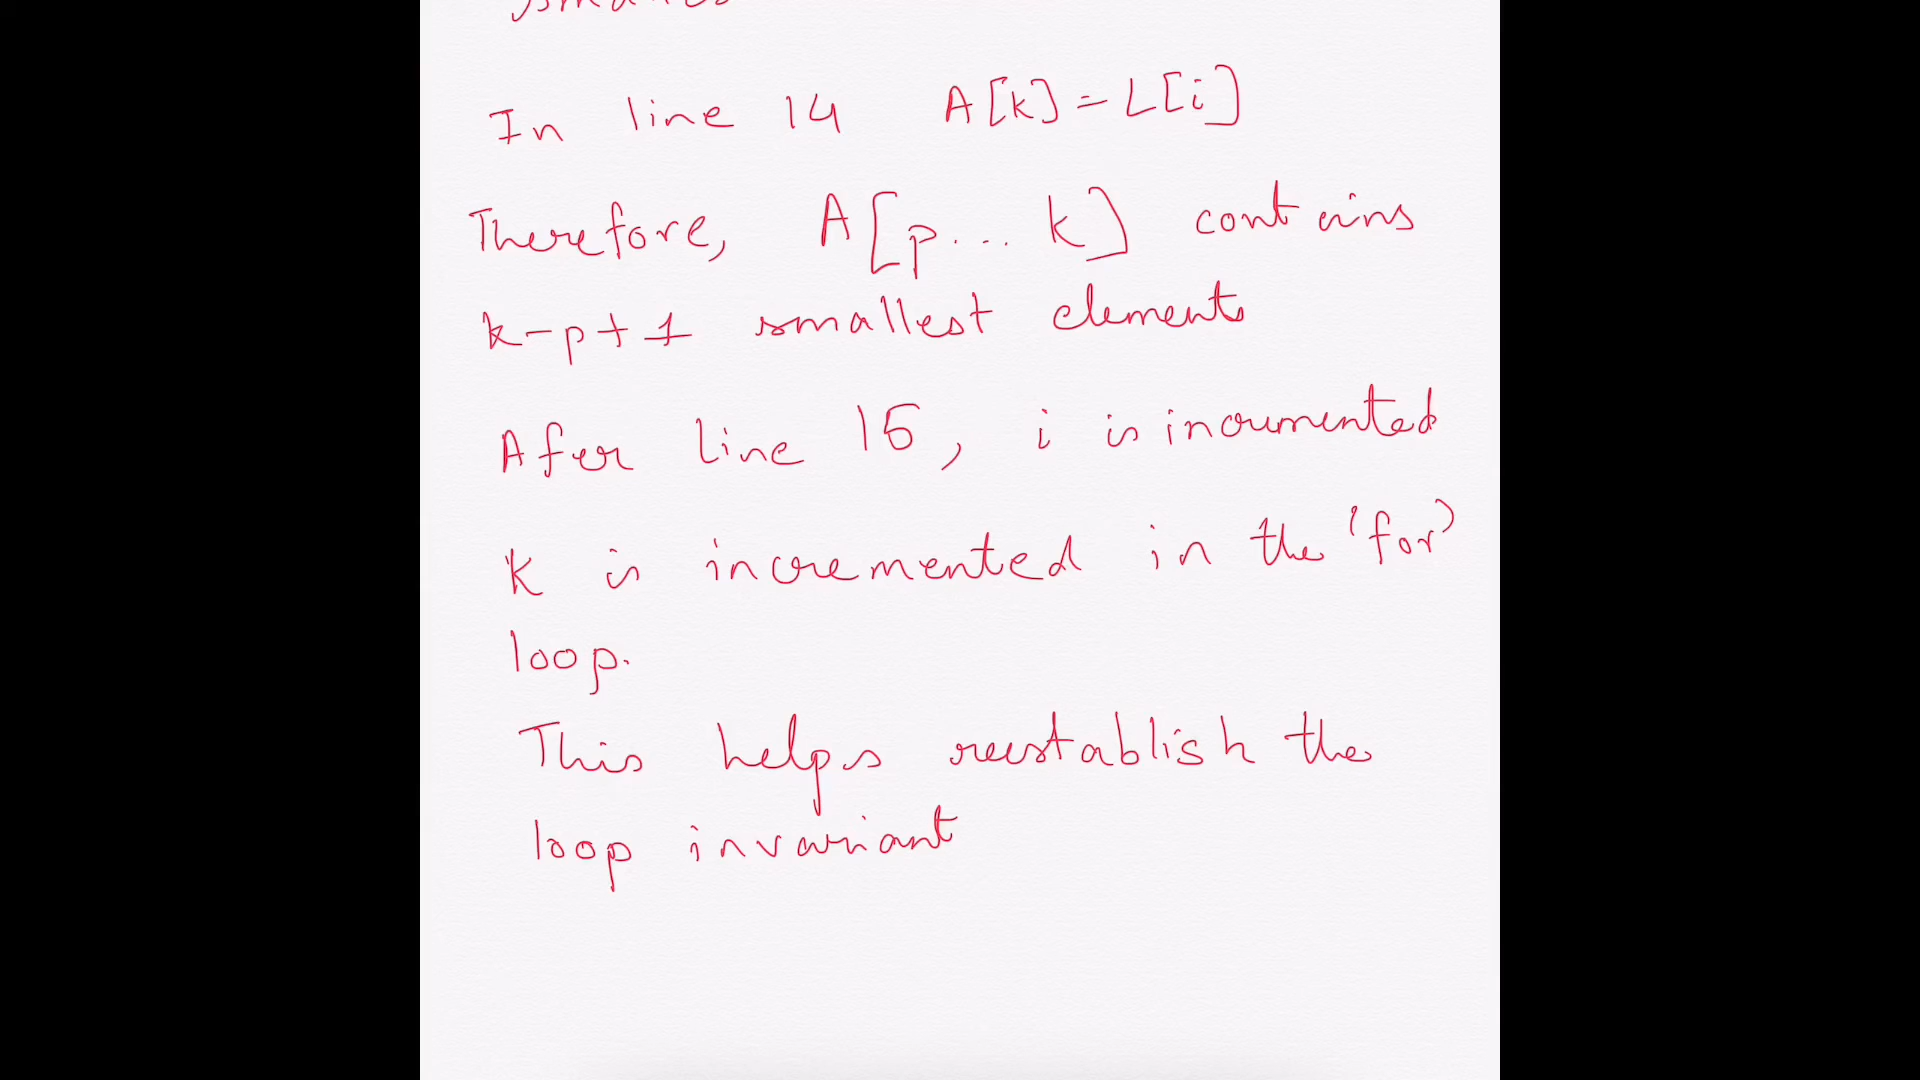 In line 14 A[k] = L[i]
Therefore, A[p... k] contains
k-p+1 smallest elements
Afer line 15, i is incremented
k is incremented in the 'for'
loop.
This helps reestablish the
loop invariant